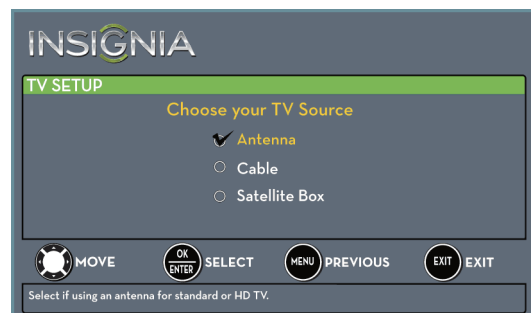 INSIGNIA
TV SETUP
Choose your TV Source
Antenna
Cable
Satellite Box
MOVE OK ENTER SELECT MENU PREVIOUS EXIT EXIT
Select if using an antenna for standard or HD TV.